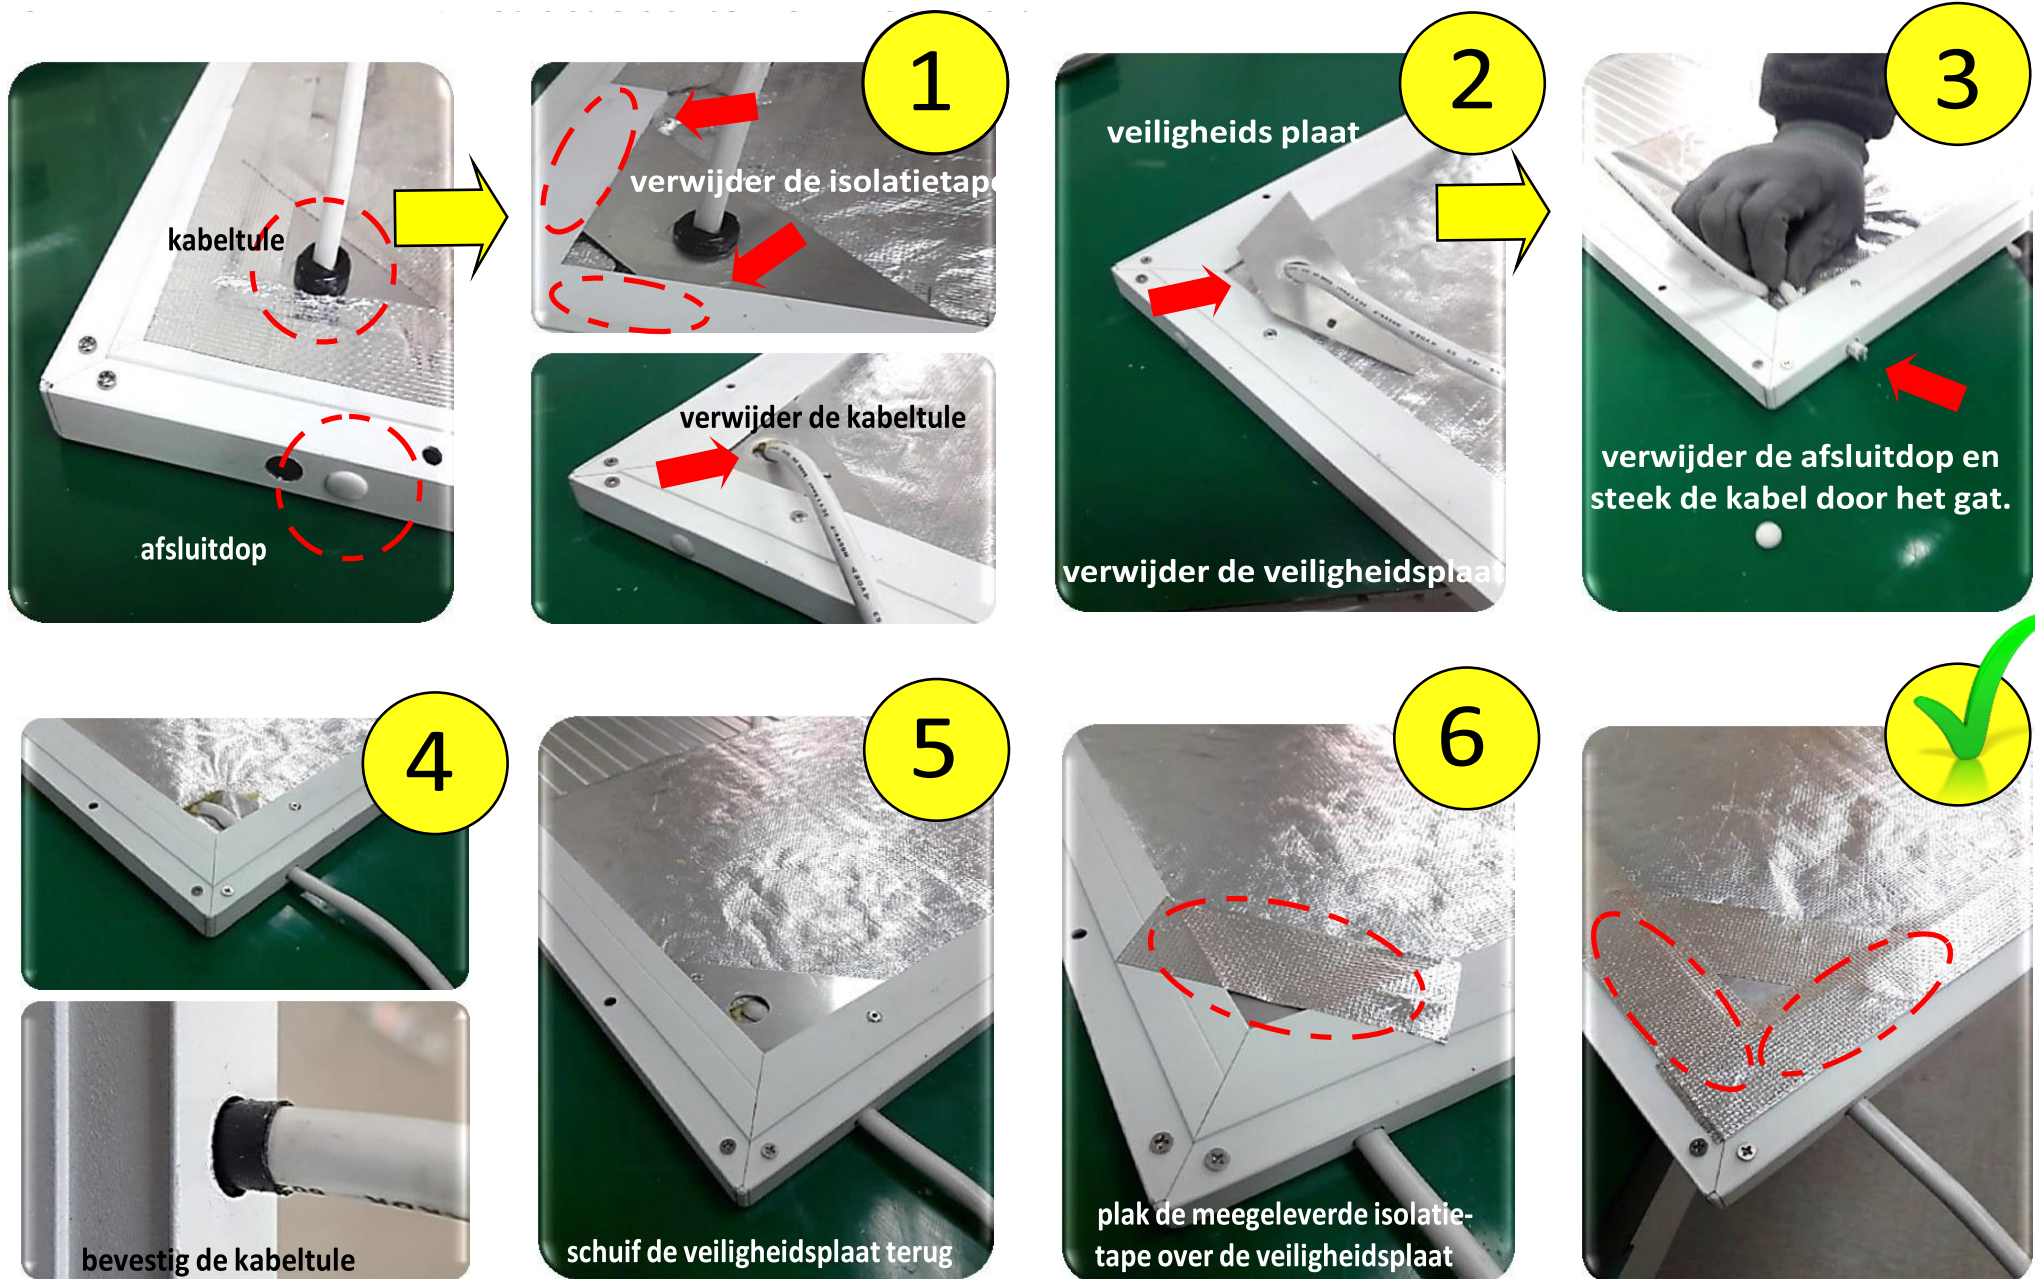 kabeltule
afsluitdop
1
verwijder de isolatietape
verwijder de kabeltule
2
veiligheids plaat
verwijder de veiligheidsplaat
3
verwijder de afsluitdop en
steek de kabel door het gat.
4
bevestig de kabeltule
5
schuif de veiligheidsplaat terug
6
plak de meegeleverde isolatie-
tape over de veiligheidsplaat